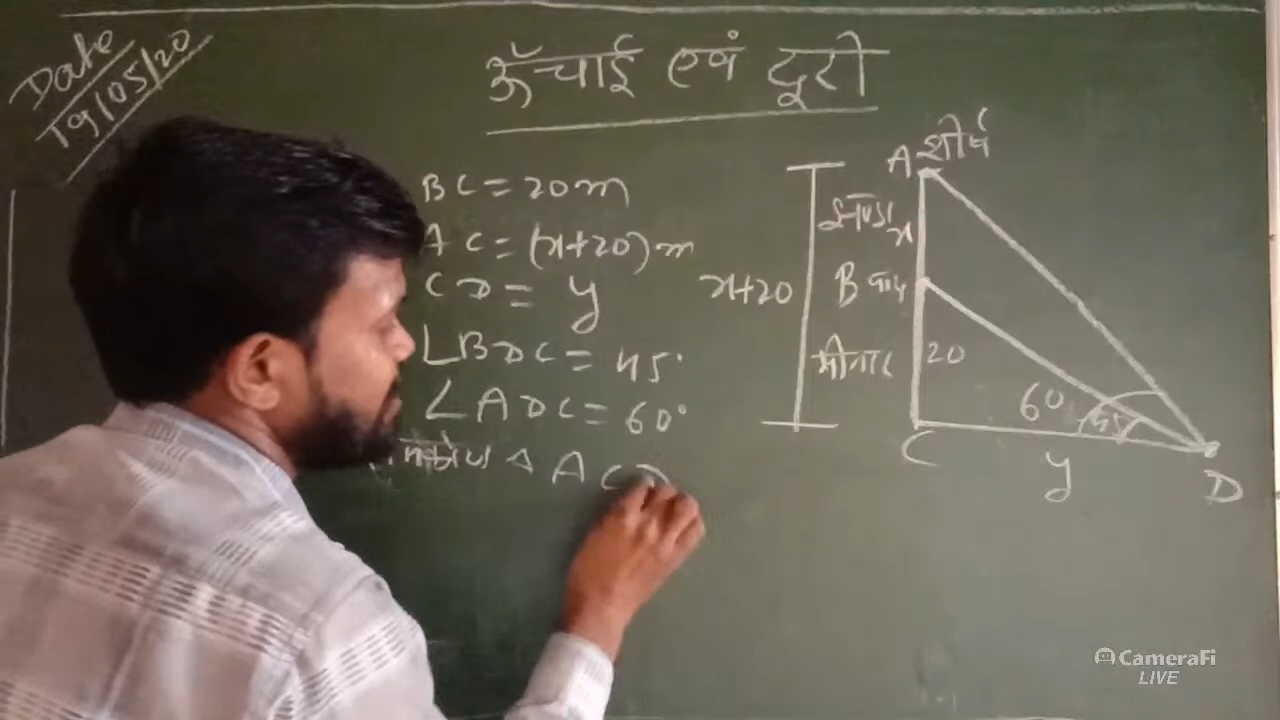 Date
19/05/20
ऊँचाई एवं दूरी
BC = 20m
AC = (x+20)m
CD = y
∠BDC = 45°
∠ADC = 60°
समकोण △ ACD
A शीर्ष
x
x+20
B पाद
मीनार 20
60 45
C
y
D
CameraFi
LIVE